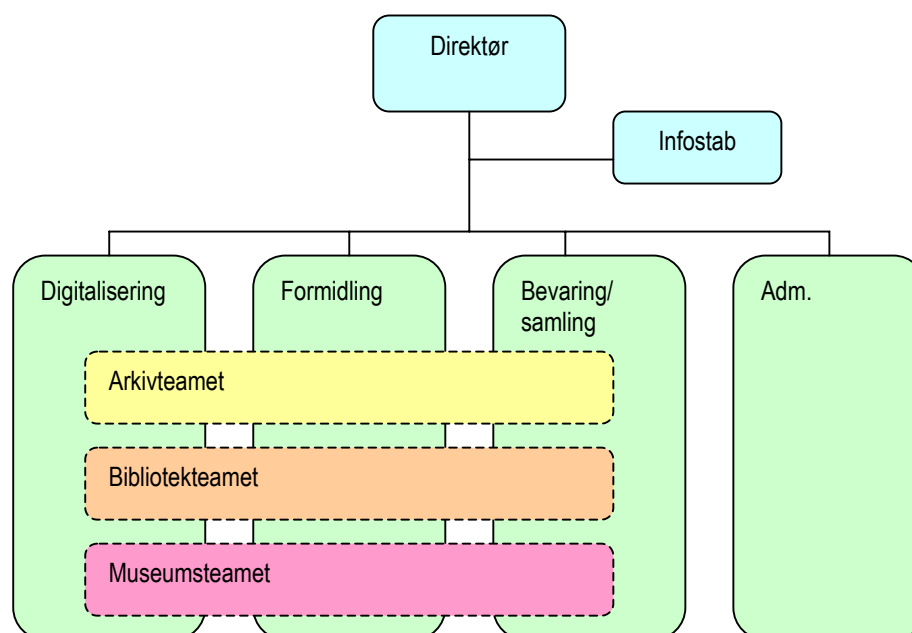 Direktør
Infostab
Digitalisering
Formidling
Bevaring/
samling
Adm.
Arkivteamet
Bibliotekteamet
Museumsteamet